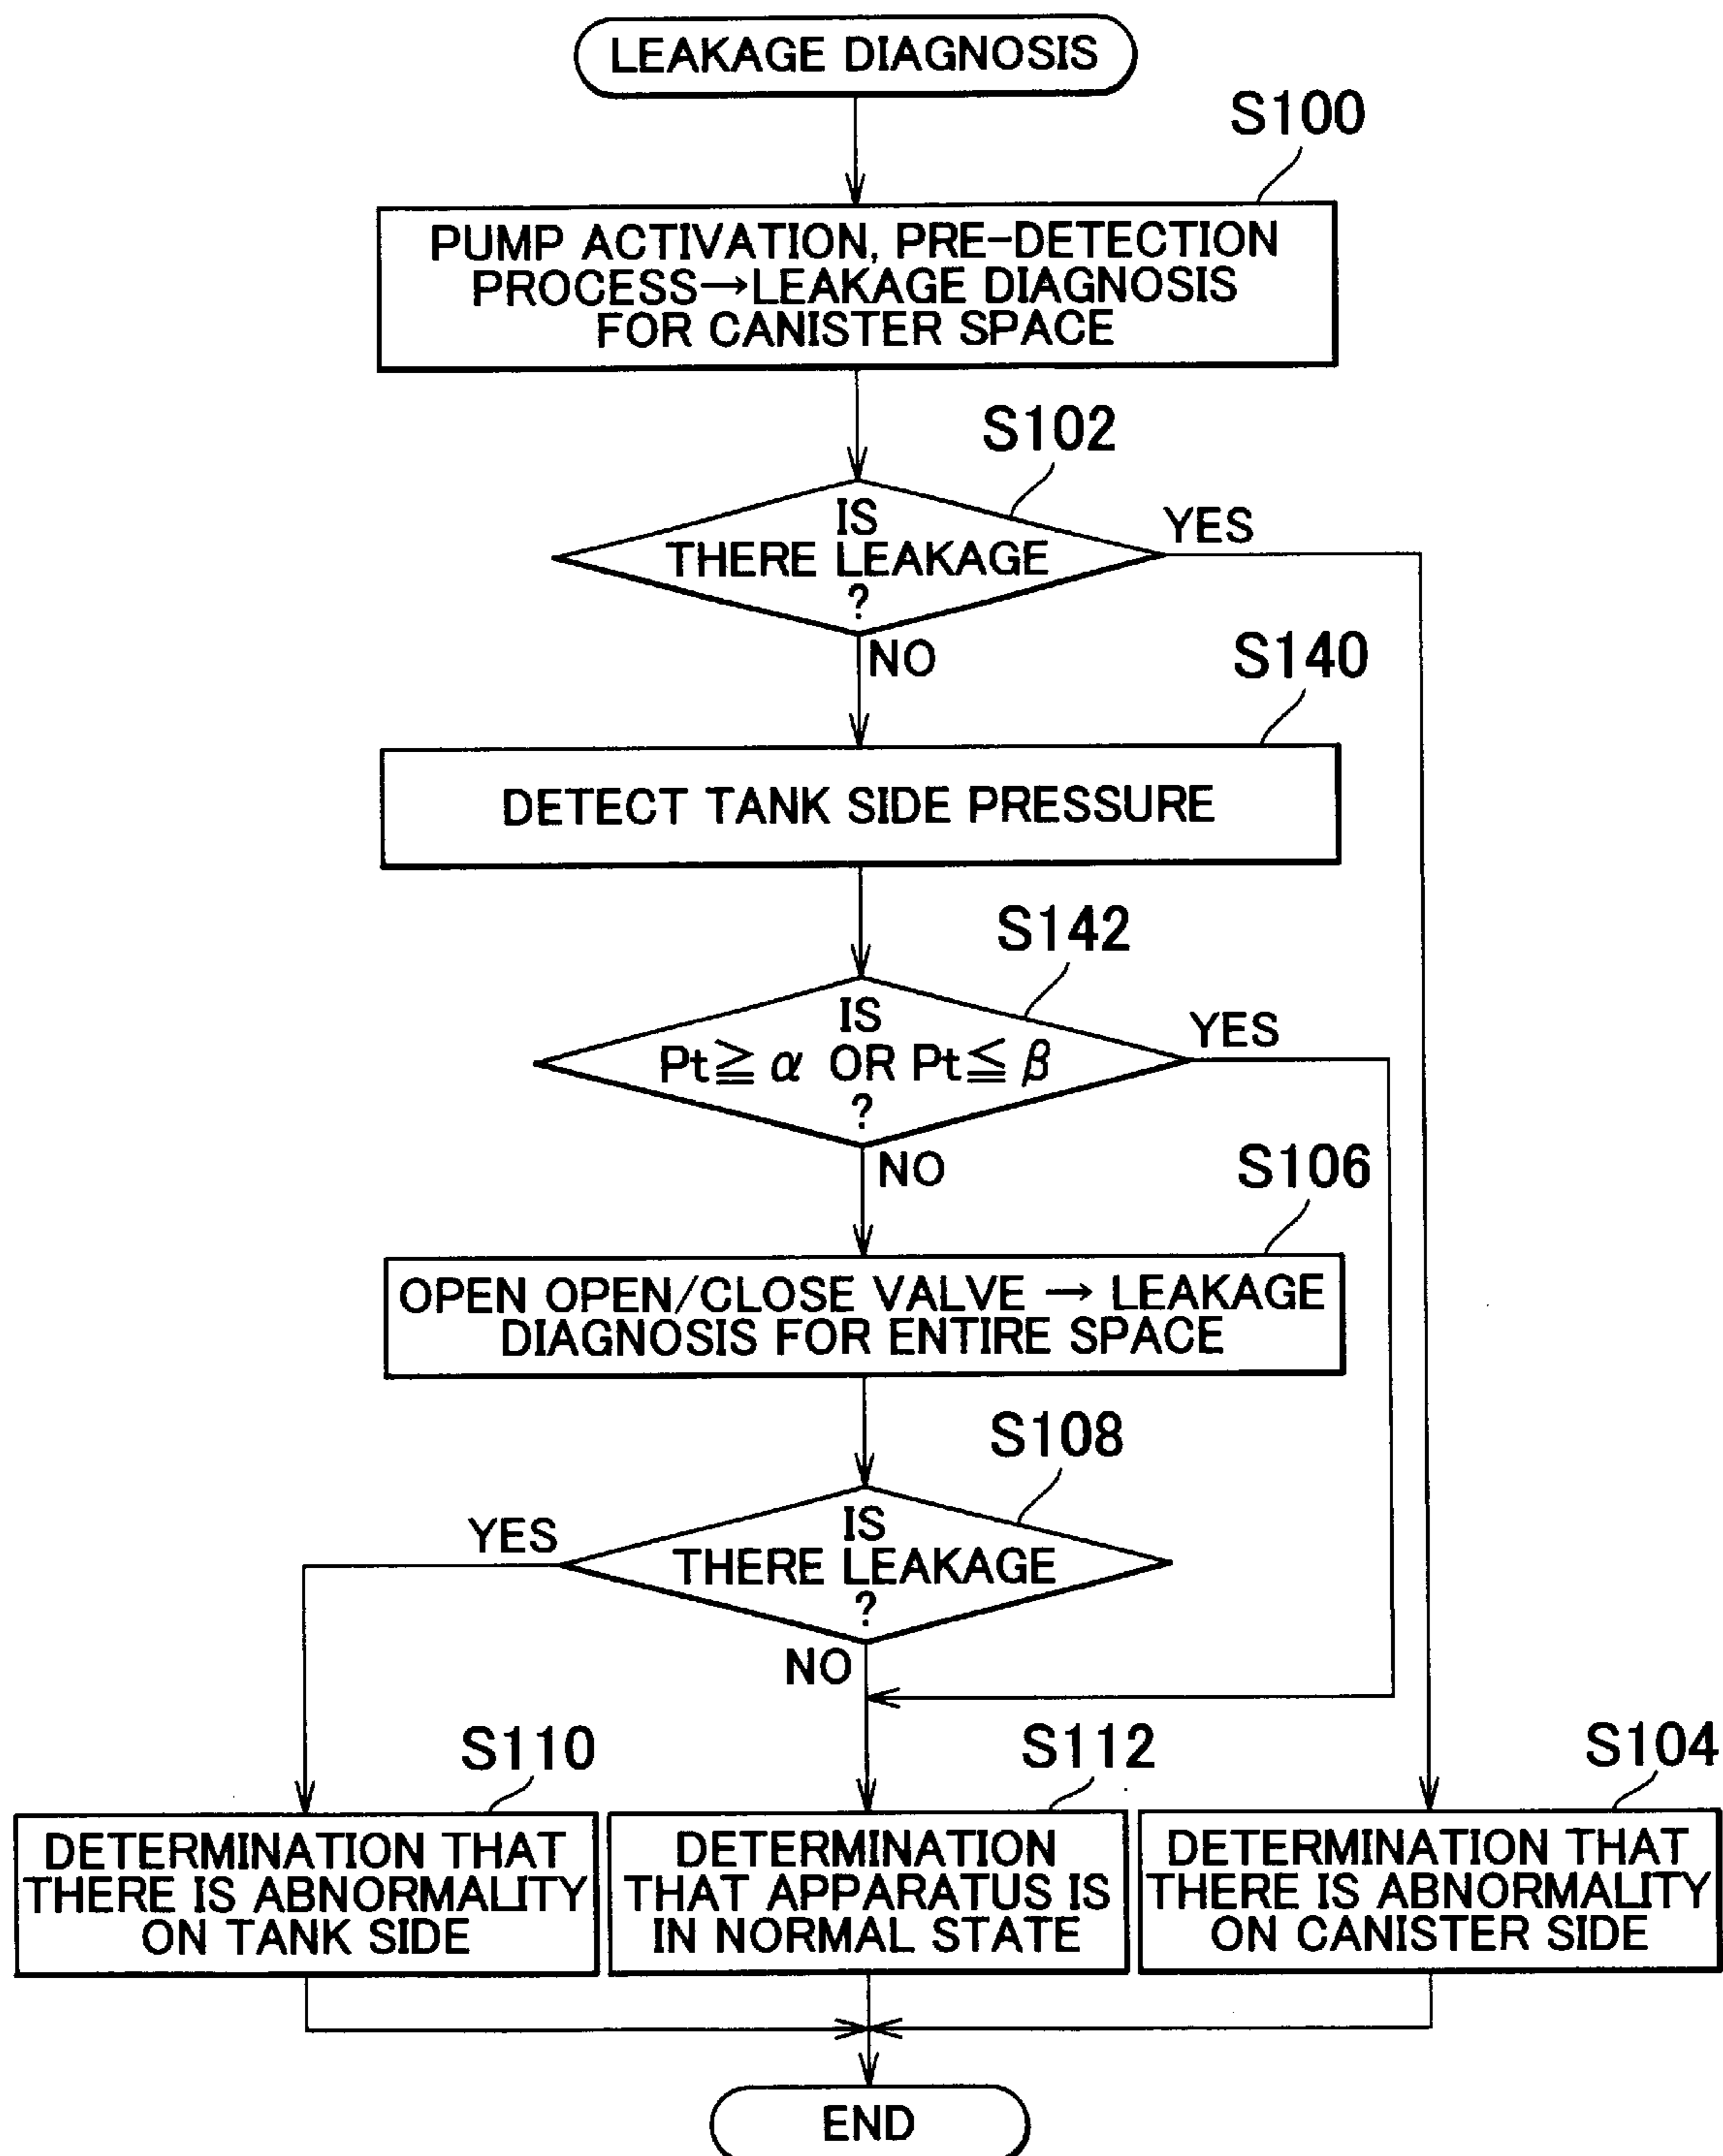 LEAKAGE DIAGNOSIS
S100
PUMP ACTIVATION, PRE-DETECTION
PROCESS→LEAKAGE DIAGNOSIS
FOR CANISTER SPACE
S102
IS
THERE LEAKAGE
?
YES
NO
S140
DETECT TANK SIDE PRESSURE
S142
IS
Pt≧α OR Pt≦β
?
YES
NO
S106
OPEN OPEN/CLOSE VALVE → LEAKAGE
DIAGNOSIS FOR ENTIRE SPACE
S108
IS
THERE LEAKAGE
?
YES
NO
S110
DETERMINATION THAT
THERE IS ABNORMALITY
ON TANK SIDE
S112
DETERMINATION
THAT APPARATUS IS
IN NORMAL STATE
S104
DETERMINATION THAT
THERE IS ABNORMALITY
ON CANISTER SIDE
END